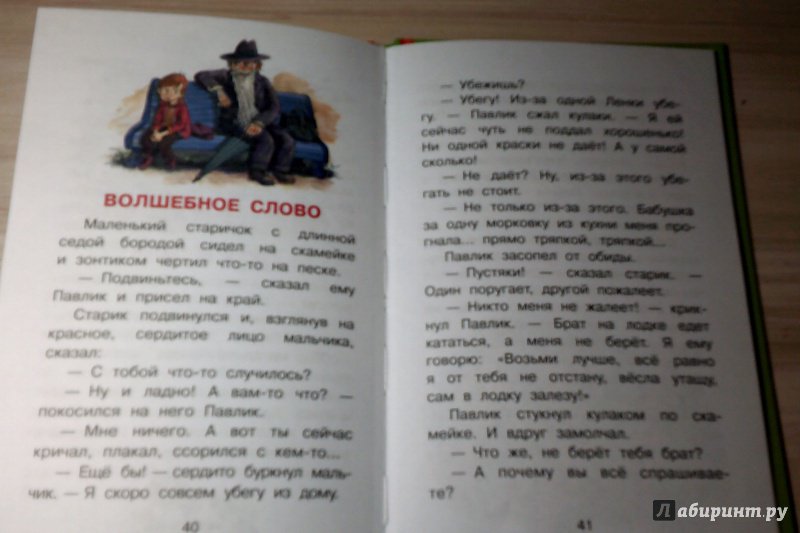 ВОЛШЕБНОЕ СЛОВО
Маленький старичок с длинной
седой бородой сидел на скамейке
и зонтиком чертил что-то на песке.
— Подвиньтесь, — сказал ему
Павлик и присел на край.
Старик подвинулся и, взглянув на
красное, сердитое лицо мальчика,
сказал:
— С тобой что-то случилось?
— Ну и ладно! А вам-то что? —
покосился на него Павлик.
— Мне ничего. А вот ты сейчас
кричал, плакал, ссорился с кем-то...
— Ещё бы! — сердито буркнул маль-
чик. — Я скоро совсем убегу из дому.
40
— Убежишь?
— Убегу! Из-за одной Ленки убе-
гу. — Павлик сжал кулаки. — Я ей
сейчас чуть не поддал хорошенько!
Ни одной краски не даёт! А у самой
сколько!
— Не даёт? Ну, из-за этого убе-
гать не стоит.
— Не только из-за этого. Бабушка
за одну морковку из кухни меня про-
гнала... прямо тряпкой, тряпкой...
Павлик засопел от обиды.
— Пустяки! — сказал старик. —
Один поругает, другой пожалеет.
— Никто меня не жалеет! — крик-
нул Павлик. — Брат на лодке едет
кататься, а меня не берёт. Я ему
говорю: «Возьми лучше, всё равно
я от тебя не отстану, вёсла утащу,
сам в лодку залезу!»
Павлик стукнул кулаком по ска-
мейке. И вдруг замолчал.
— Что же, не берёт тебя брат?
— А почему вы всё спрашивае-
те?
41
Лабиринт.ру